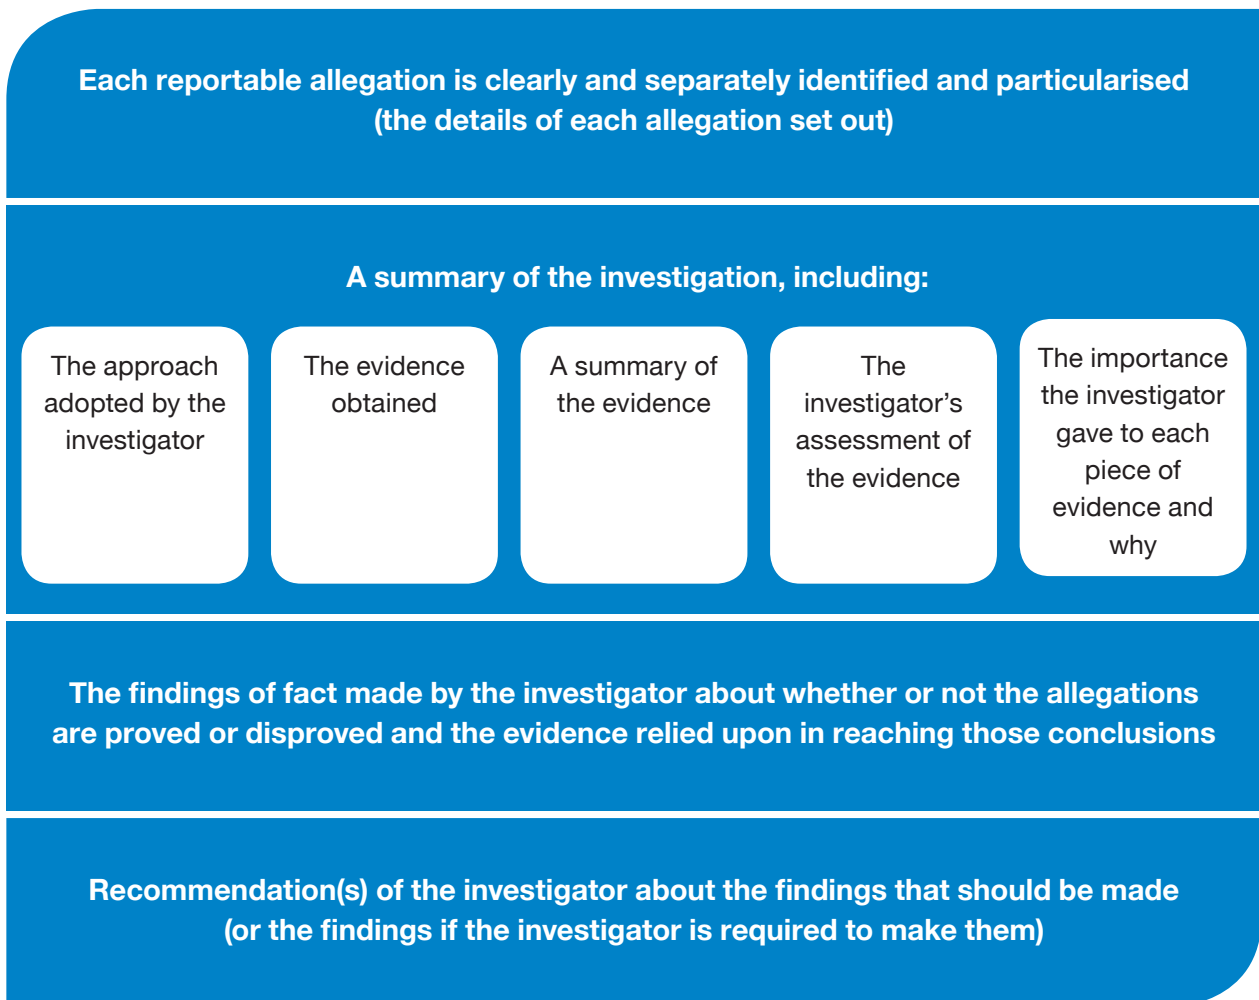 Each reportable allegation is clearly and separately identified and particularised
(the details of each allegation set out)
A summary of the investigation, including:
The approach
adopted by the
investigator
The evidence
obtained
A summary of
the evidence
The
investigator’s
assessment of
the evidence
The importance
the investigator
gave to each
piece of
evidence and
why
The findings of fact made by the investigator about whether or not the allegations
are proved or disproved and the evidence relied upon in reaching those conclusions
Recommendation(s) of the investigator about the findings that should be made
(or the findings if the investigator is required to make them)